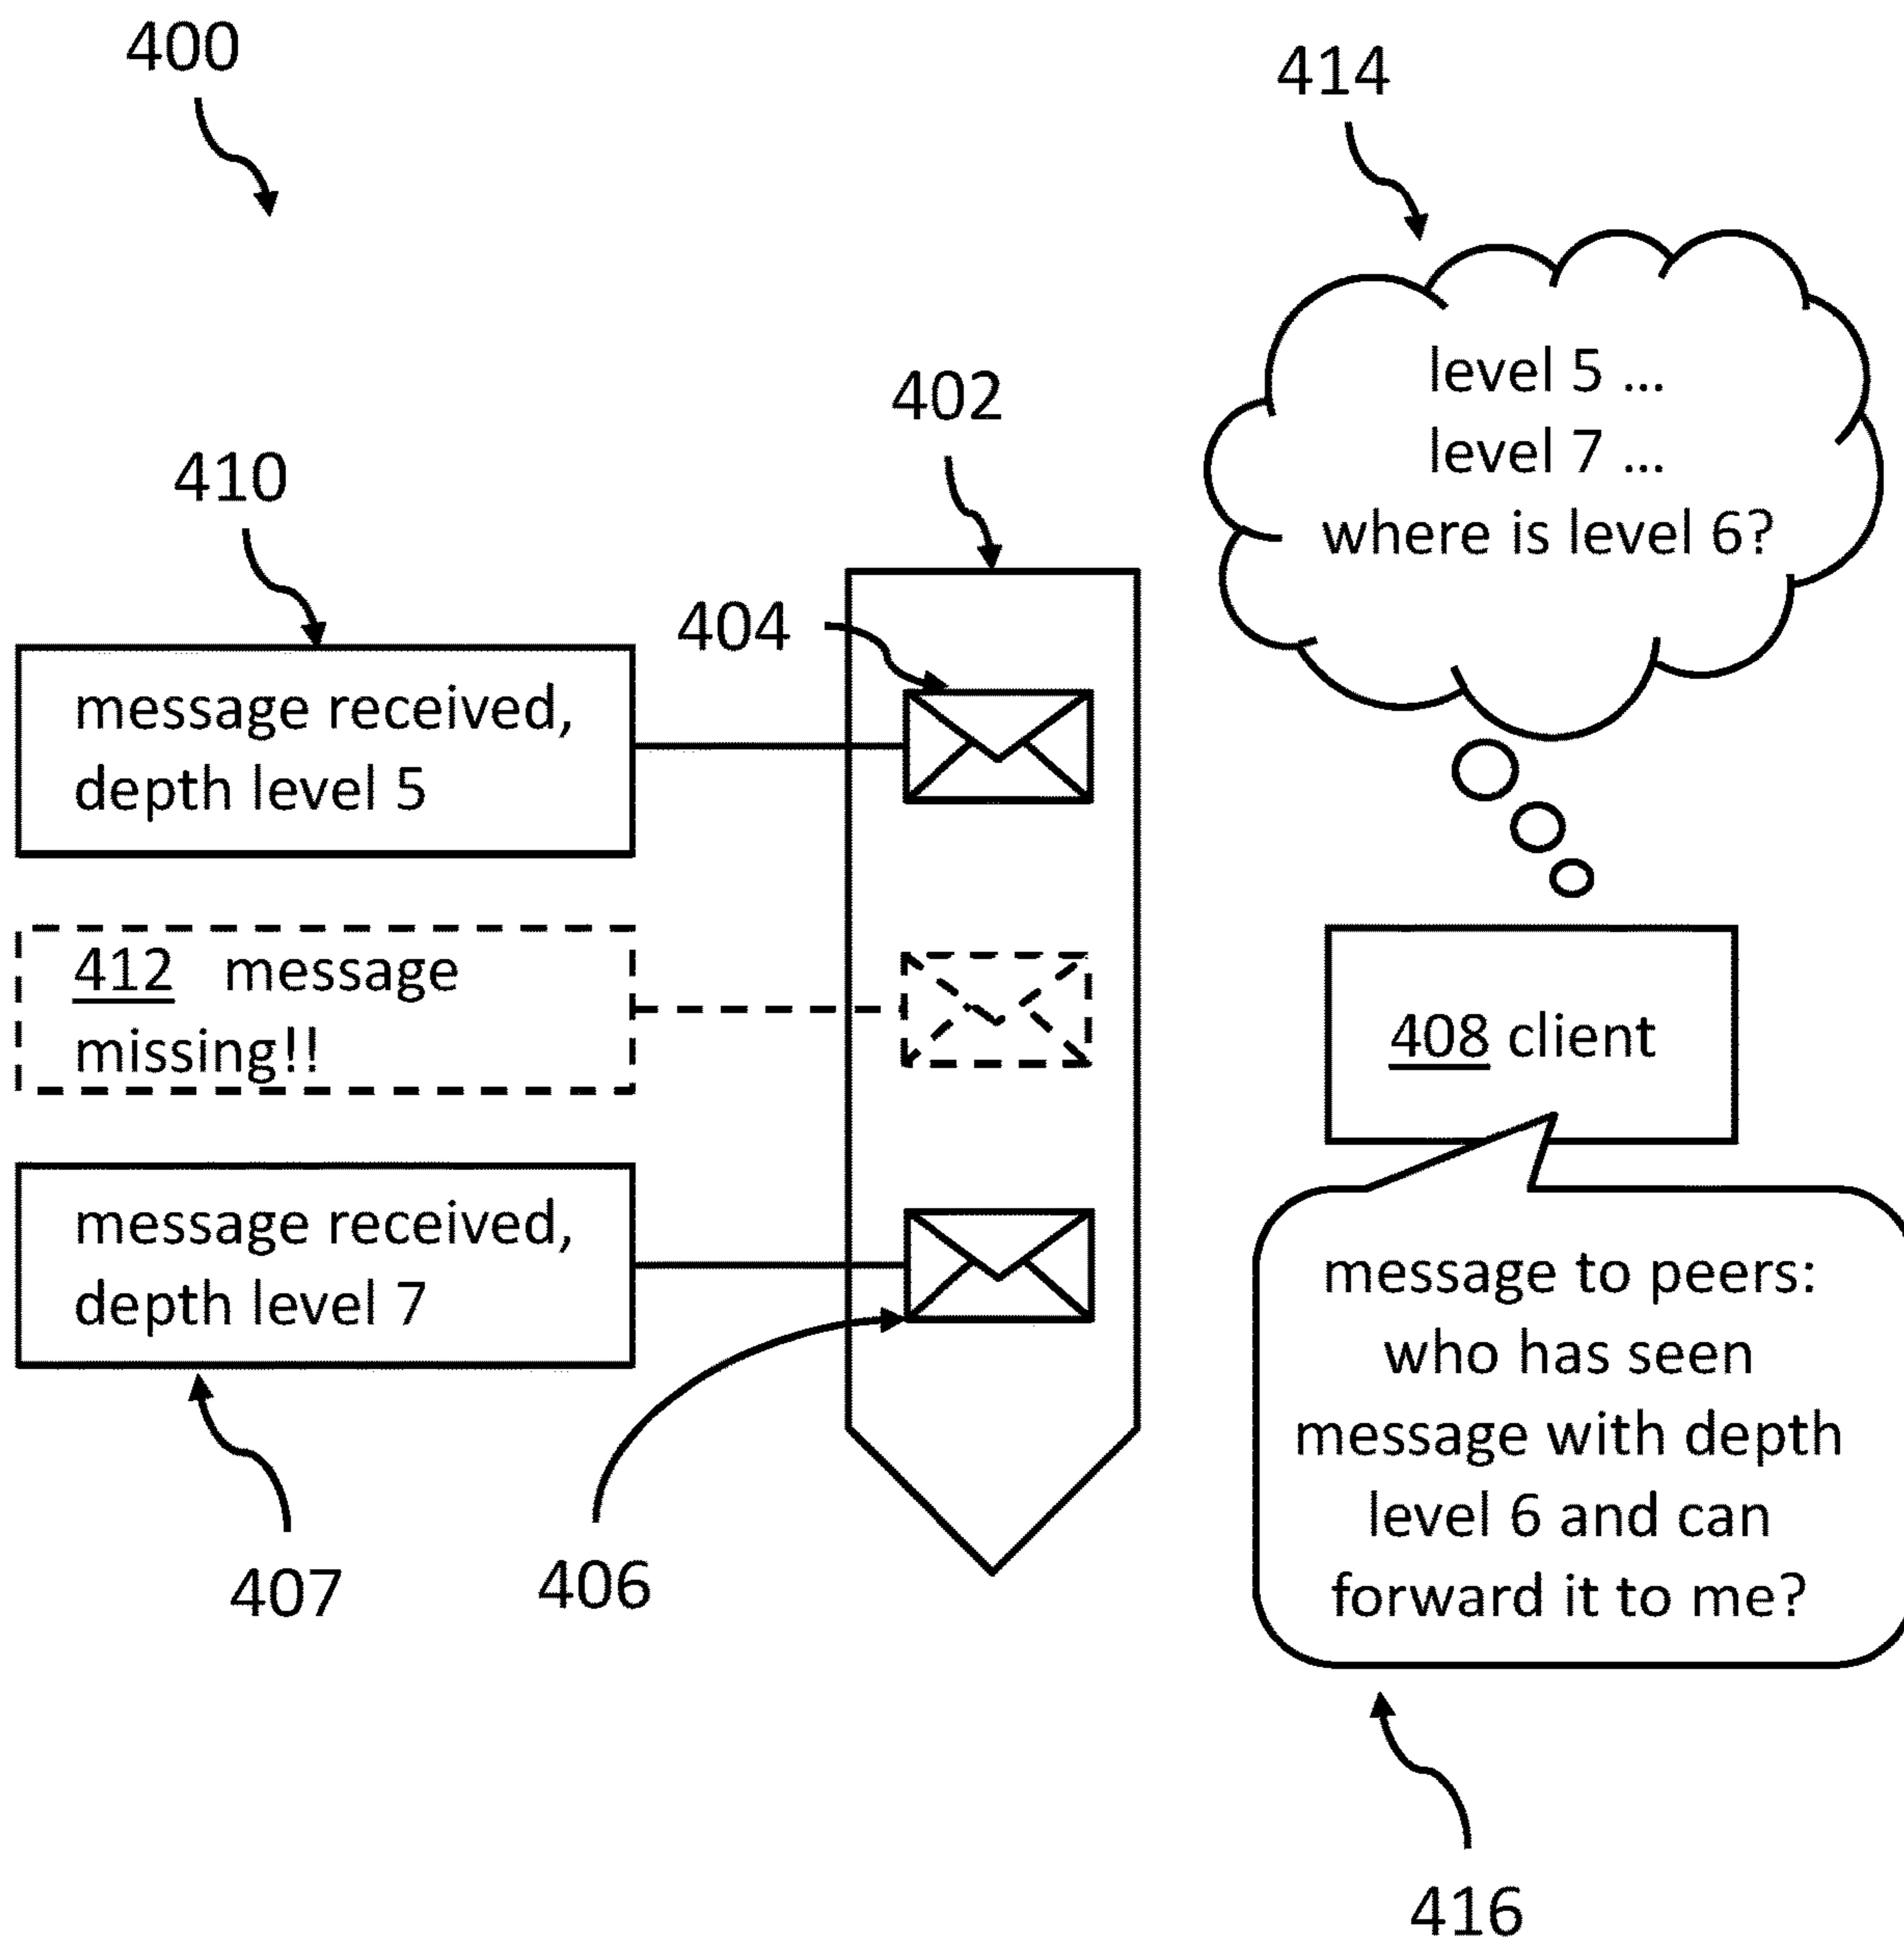 400
414
402
410
404
level 5 ...
level 7 ...
where is level 6?
message received,
depth level 5
412 message
missing!!
408 client
message received,
depth level 7
message to peers:
who has seen
message with depth
level 6 and can
forward it to me?
407
406
416